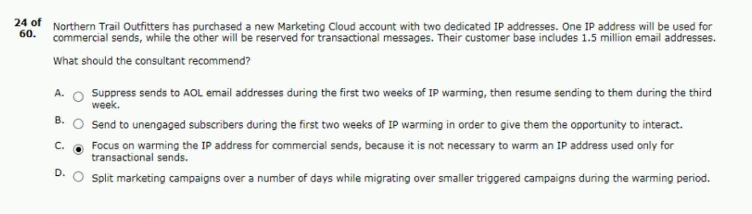 24 of Northern Trail Outfitters has purchased a new Marketing Cloud account with two dedicated IP addresses. One IP address will be used for
60. commercial sends, while the other will be reserved for transactional messages. Their customer base includes 1.5 million email addresses.
What should the consultant recommend?
A. Suppress sends to AOL email addresses during the first two weeks of IP warming, then resume sending to them during the third
week.
B. Send to unengaged subscribers during the first two weeks of IP warming in order to give them the opportunity to interact.
C. Focus on warming the IP address for commercial sends, because it is not necessary to warm an IP address used only for
transactional sends.
D. Split marketing campaigns over a number of days while migrating over smaller triggered campaigns during the warming period.